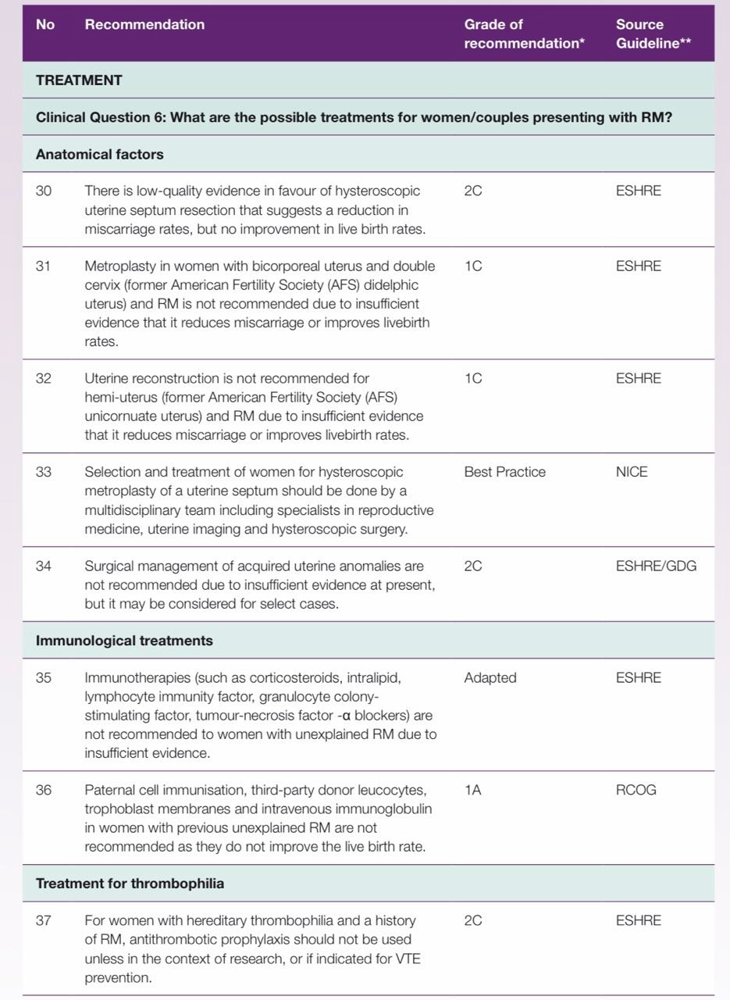 No Recommendation Grade of recommendation* Source Guideline**
TREATMENT
Clinical Question 6: What are the possible treatments for women/couples presenting with RM?
Anatomical factors
30 There is low-quality evidence in favour of hysteroscopic 2C ESHRE
uterine septum resection that suggests a reduction in
miscarriage rates, but no improvement in live birth rates.
31 Metroplasty in women with bicorporeal uterus and double 1C ESHRE
cervix (former American Fertility Society (AFS) didelphic
uterus) and RM is not recommended due to insufficient
evidence that it reduces miscarriage or improves livebirth
rates.
32 Uterine reconstruction is not recommended for 1C ESHRE
hemi-uterus (former American Fertility Society (AFS)
unicornuate uterus) and RM due to insufficient evidence
that it reduces miscarriage or improves livebirth rates.
33 Selection and treatment of women for hysteroscopic Best Practice NICE
metroplasty of a uterine septum should be done by a
multidisciplinary team including specialists in reproductive
medicine, uterine imaging and hysteroscopic surgery.
34 Surgical management of acquired uterine anomalies are 2C ESHRE/GDG
not recommended due to insufficient evidence at present,
but it may be considered for select cases.
Immunological treatments
35 Immunotherapies (such as corticosteroids, intralipid, Adapted ESHRE
lymphocyte immunity factor, granulocyte colony-
stimulating factor, tumour-necrosis factor -α blockers) are
not recommended to women with unexplained RM due to
insufficient evidence.
36 Paternal cell immunisation, third-party donor leucocytes, 1A RCOG
trophoblast membranes and intravenous immunoglobulin
in women with previous unexplained RM are not
recommended as they do not improve the live birth rate.
Treatment for thrombophilia
37 For women with hereditary thrombophilia and a history 2C ESHRE
of RM, antithrombotic prophylaxis should not be used
unless in the context of research, or if indicated for VTE
prevention.